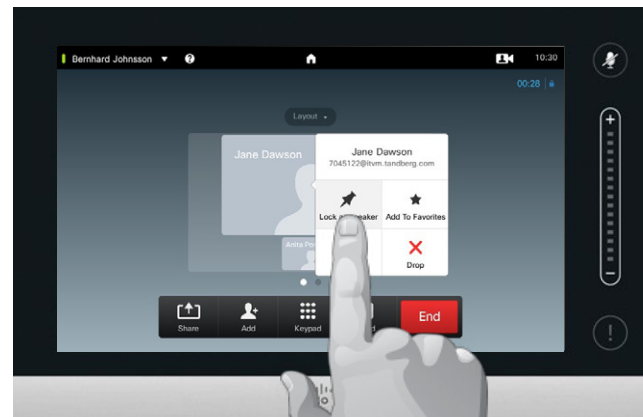 Bernhard Johnsson
10:30
00:28
Layout
Jane Dawson
Jane Dawson
7045122@itvm.tandberg.com
Add To Favorites
Anita
Drop
Share
Add
Keypad
End